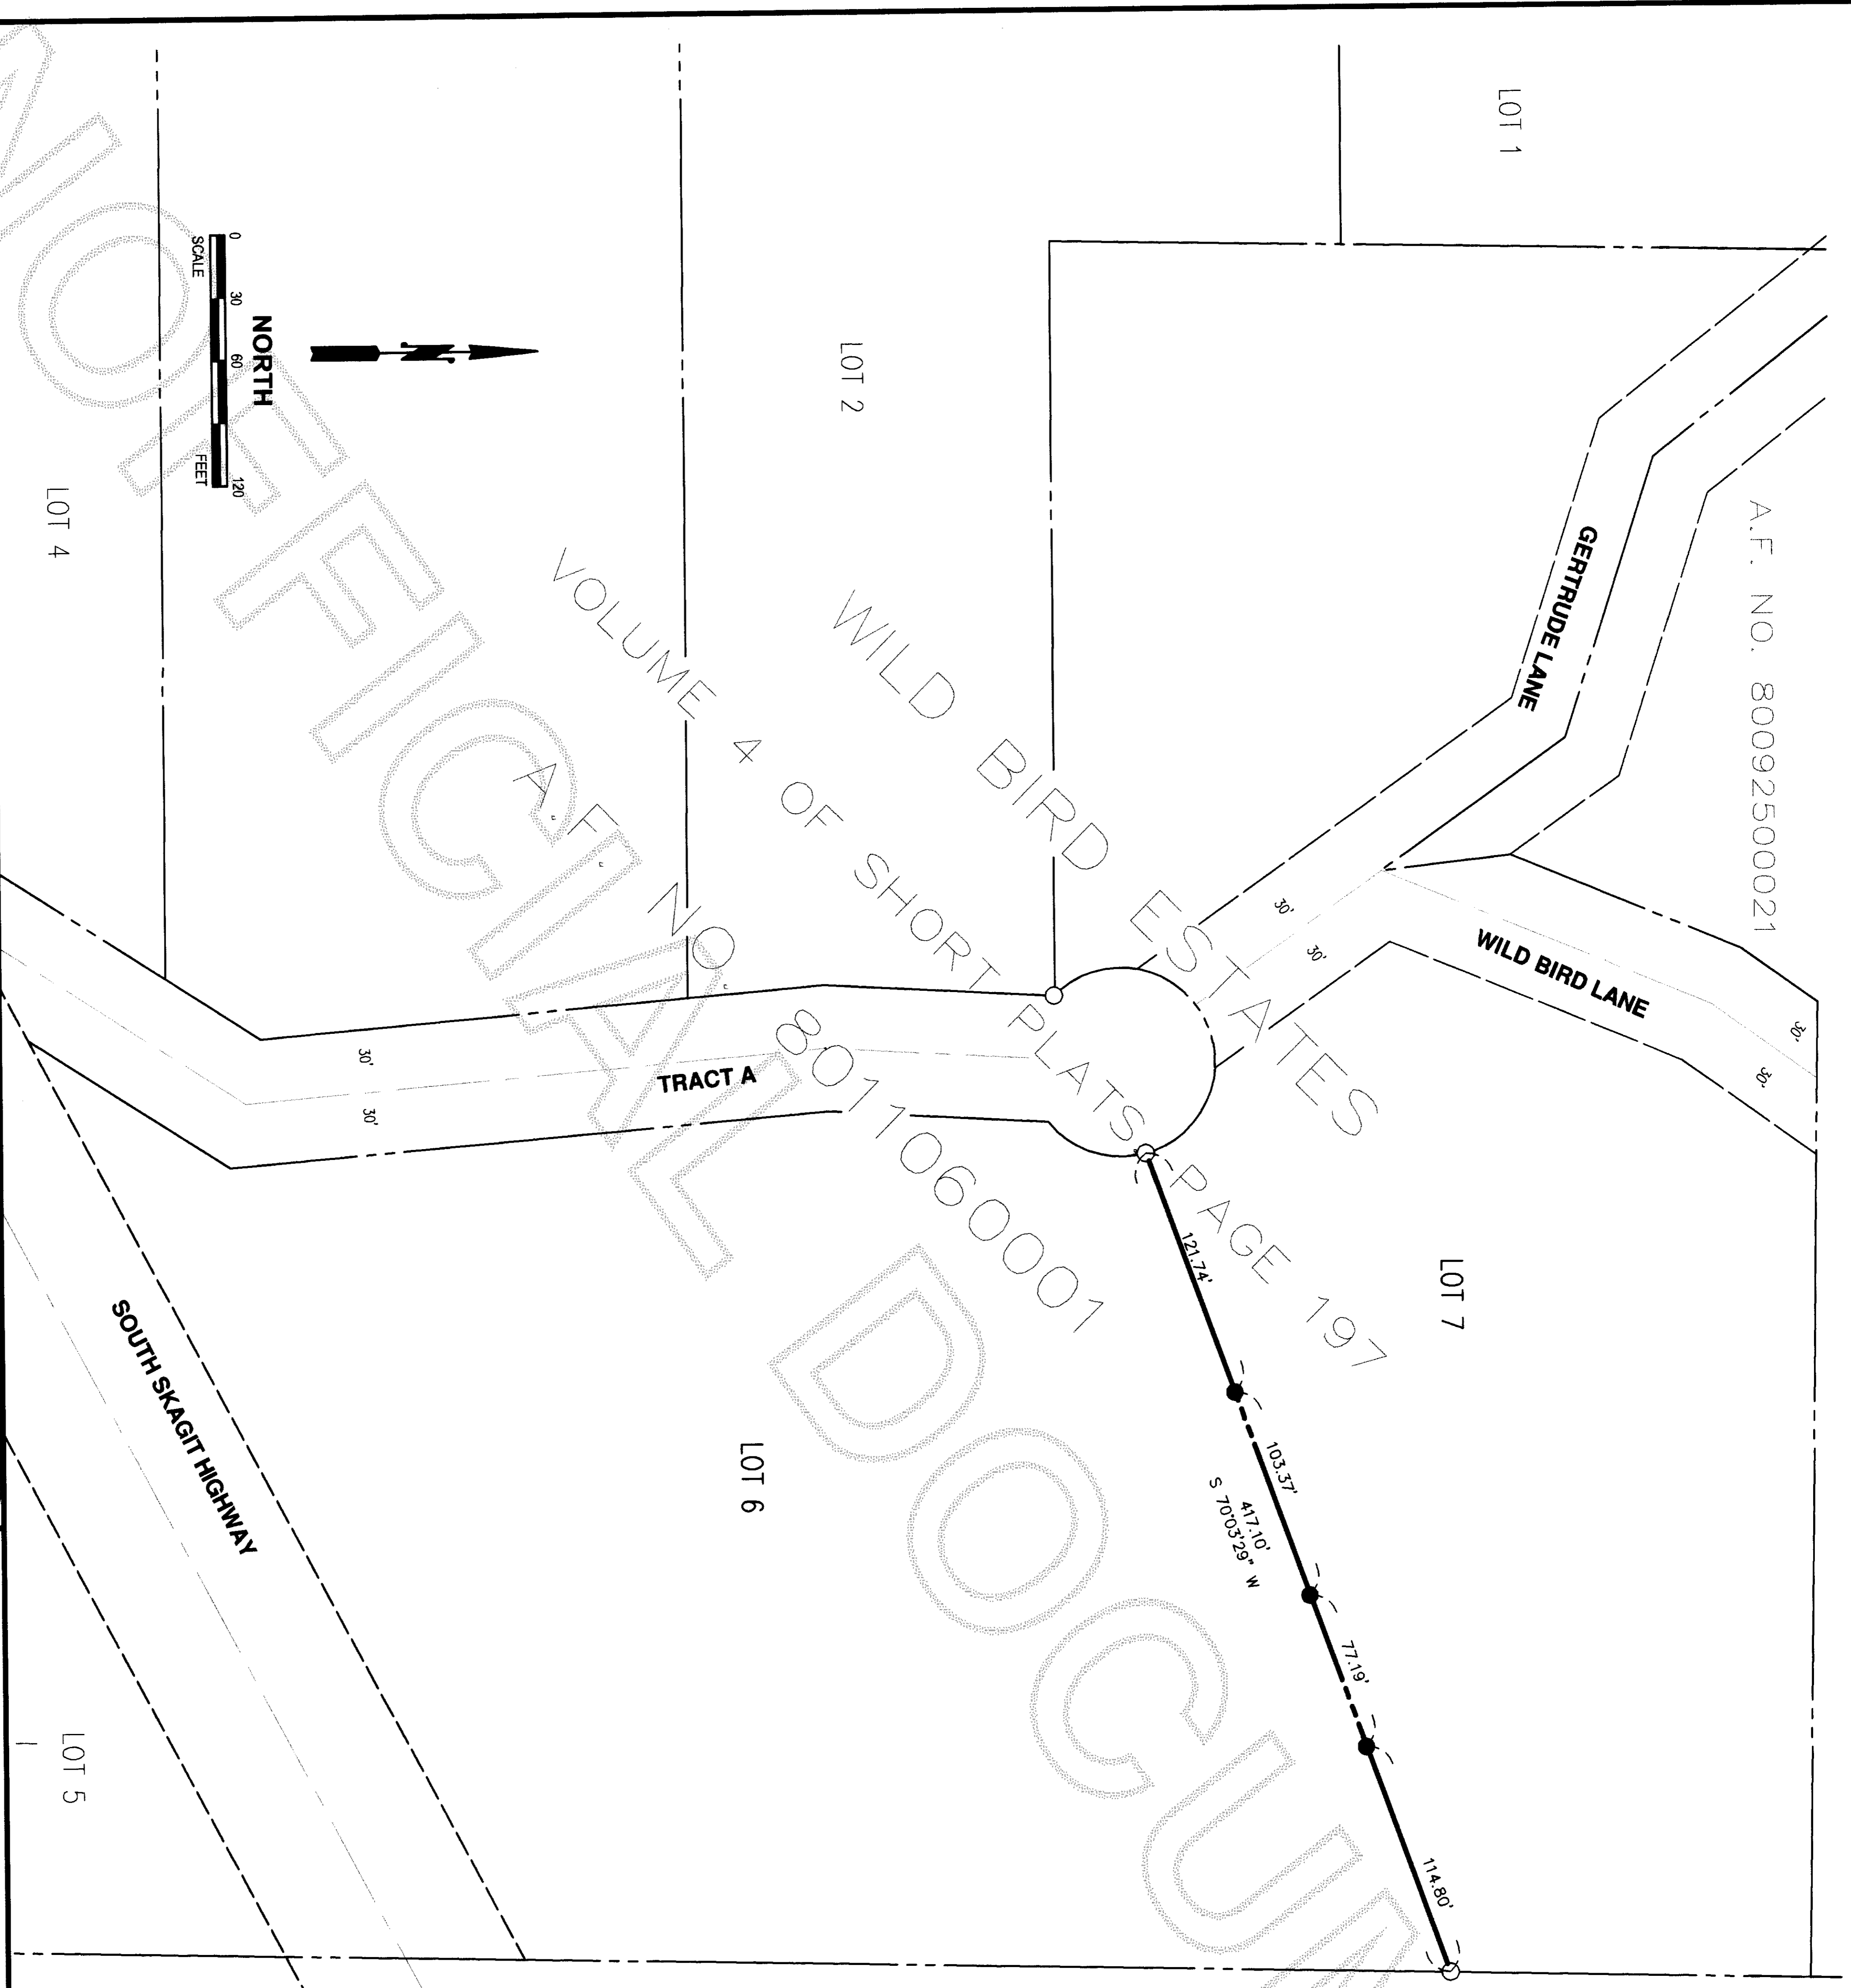 LOT 1
A.F. NO. 8009250021
GERTRUDE LANE
WILD BIRD LANE
30'
30'
30'
30'
LOT 2
WILD BIRD ESTATES
VOLUME 4 OF SHORT PLATS PAGE 197
A.F. NO. 8011060001
NORTH
0 30 60 120
SCALE FEET
LOT 4
TRACT A
30'
30'
LOT 7
121.74'
103.37'
417.10'
S 70°03'29" W
77.19'
114.80'
LOT 6
SOUTH SKAGIT HIGHWAY
LOT 5
UNOFFICIAL DOCUM